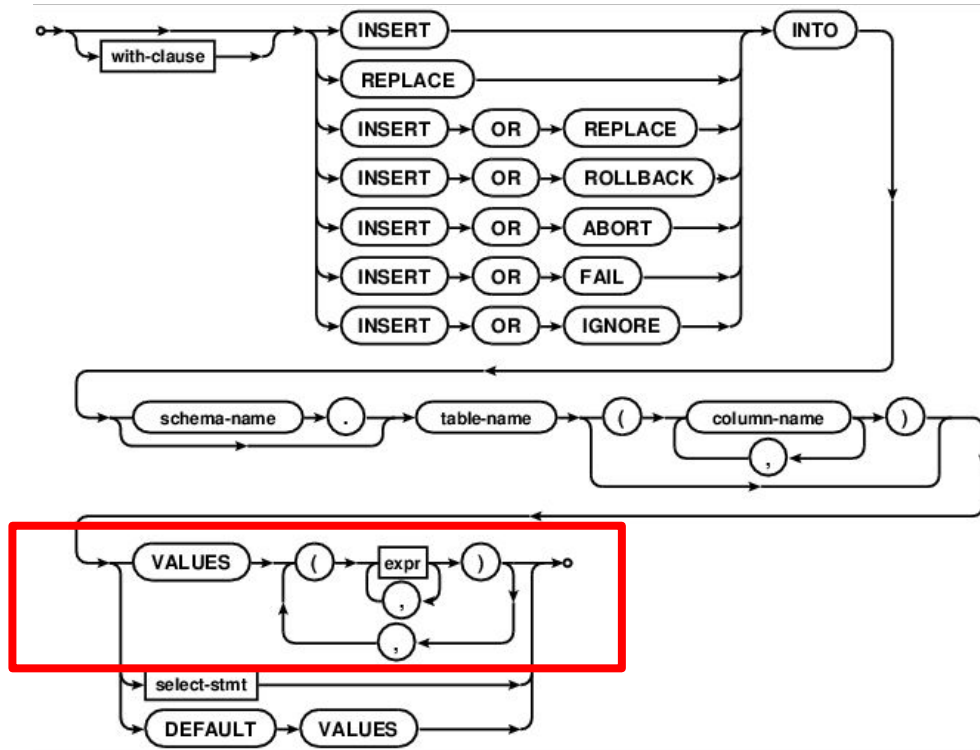 INSERT INTO
with-clause
REPLACE
INSERT OR REPLACE
INSERT OR ROLLBACK
INSERT OR ABORT
INSERT OR FAIL
INSERT OR IGNORE
schema-name . table-name ( column-name )
,
VALUES ( expr )
,
,
select-stmt
DEFAULT VALUES